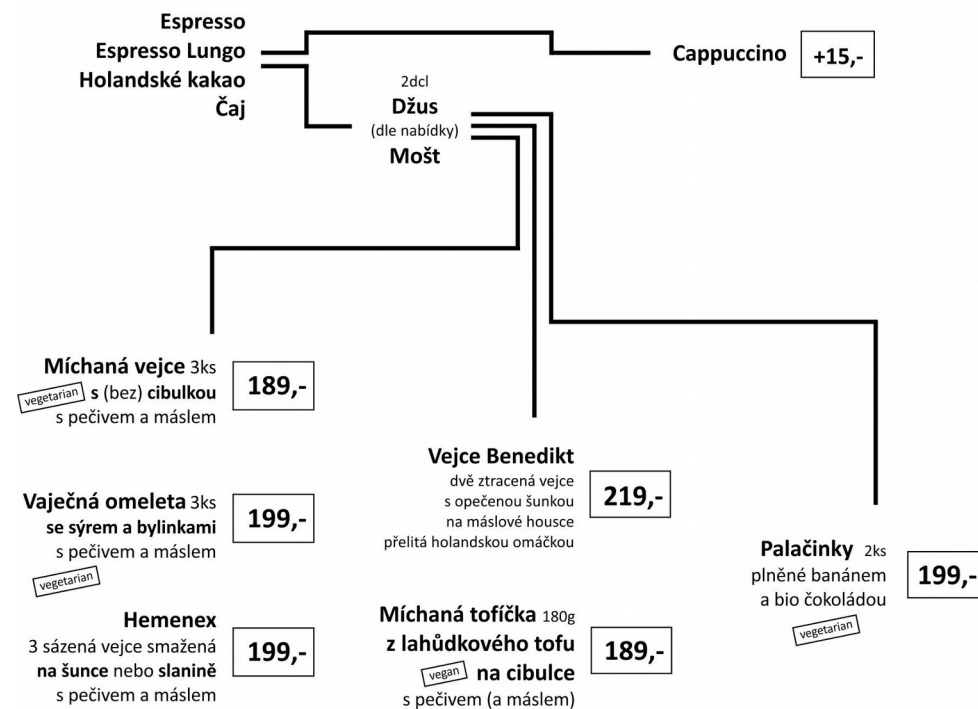 Espresso
Espresso Lungo
Holandské kakao
Čaj
Cappuccino +15,-
2dcl
Džus
(dle nabídky)
Mošt
Míchaná vejce 3ks
vegetarian s (bez) cibulkou
s pečivem a máslem
189,-
Vaječná omeleta 3ks
se sýrem a bylinkami
s pečivem a máslem
vegetarian
199,-
Hemenex
3 sázená vejce smažená
na šunce nebo slanině
s pečivem a máslem
199,-
Vejce Benedikt
dvě ztracená vejce
s opečenou šunkou
na máslové housce
přelitá holandskou omáčkou
219,-
Míchaná tofíčka 180g
z lahůdkového tofu
vegan na cibulce
s pečivem (a máslem)
189,-
Palačinky 2ks
plněné banánem
a bio čokoládou
vegetarian
199,-